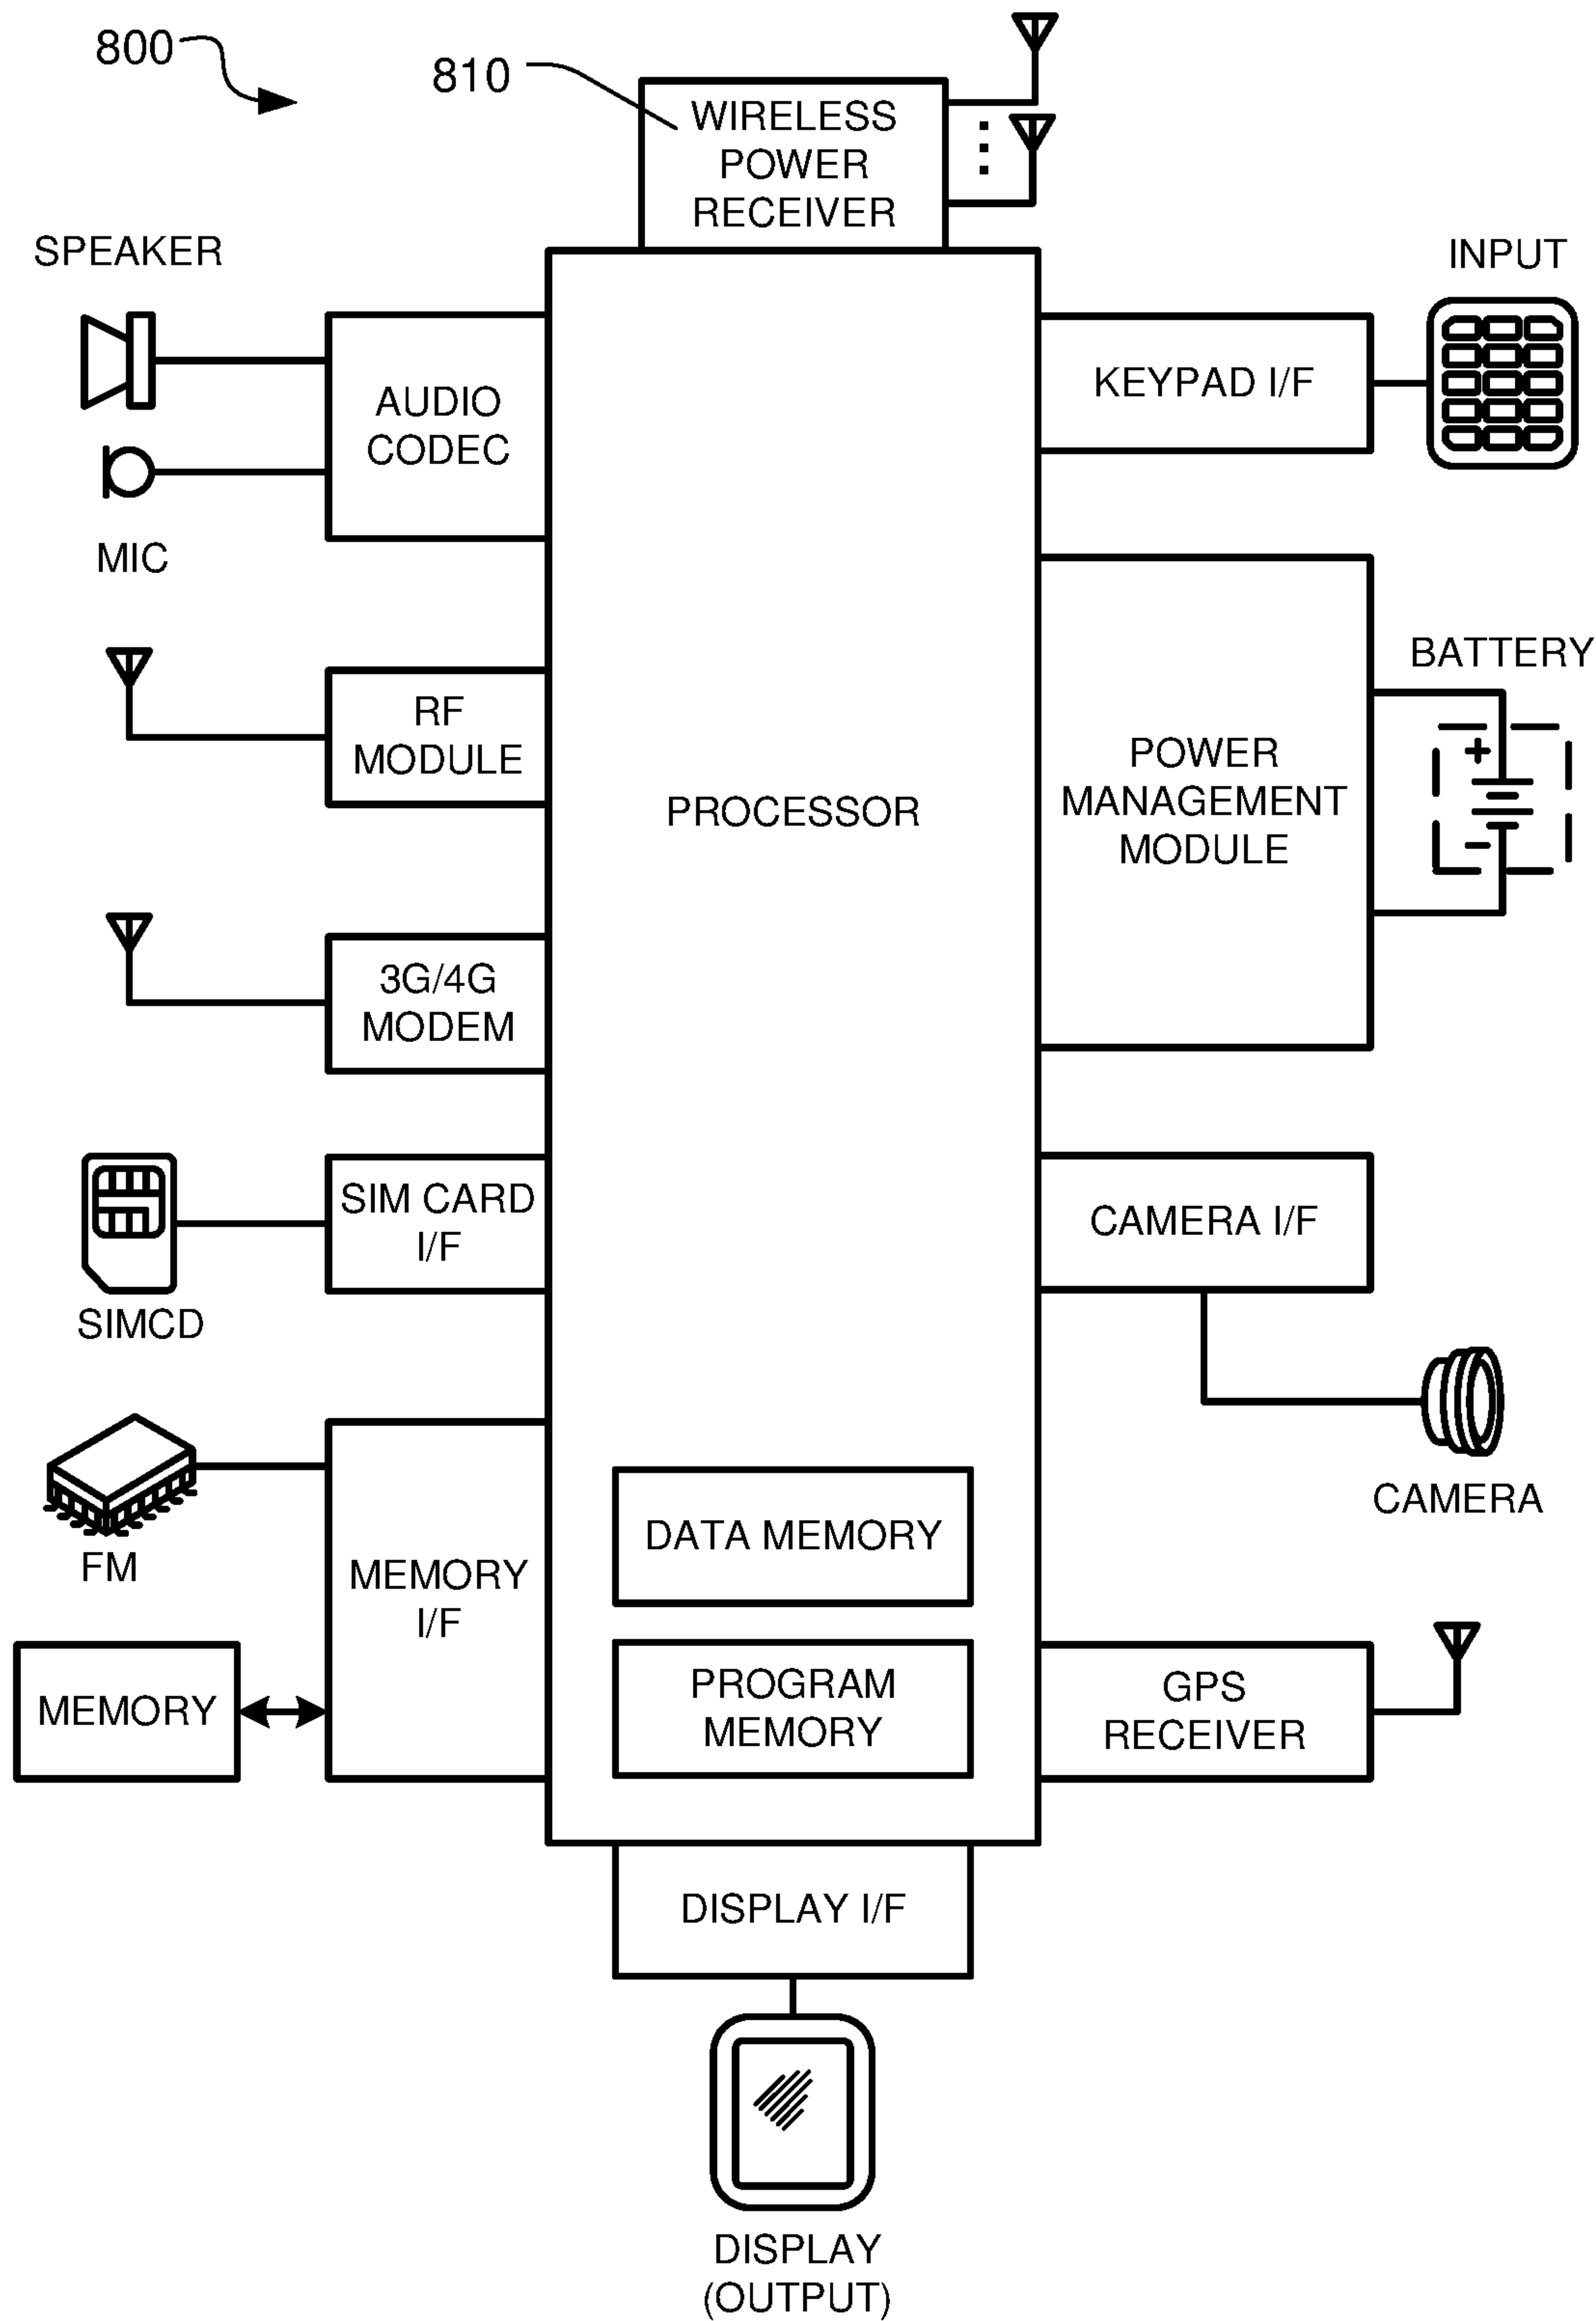 800
810
WIRELESS
POWER
RECEIVER
SPEAKER
INPUT
AUDIO
CODEC
KEYPAD I/F
MIC
BATTERY
RF
MODULE
+
POWER
MANAGEMENT
MODULE
-
PROCESSOR
3G/4G
MODEM
SIM CARD
I/F
CAMERA I/F
SIMCD
CAMERA
DATA MEMORY
FM
MEMORY
I/F
MEMORY
PROGRAM
MEMORY
GPS
RECEIVER
DISPLAY I/F
DISPLAY
(OUTPUT)